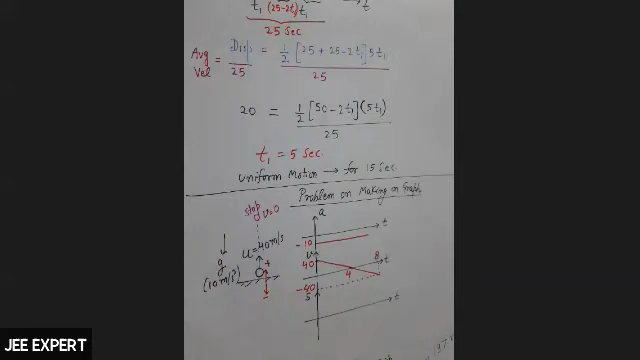 t₁ (25-2t₁) t₁ t
25 Sec
Avg Vel = Disp / 25 = 1/2 [25 + 25 - 2t₁] 5t₁ / 25
20 = 1/2 [50 - 2t₁] (5t₁) / 25
t₁ = 5 Sec.
Uniform Motion → for 15 Sec.
Problem on Making on Graph
stop v=0
u=40m/s
g
(10m/s²)
+
-
a
t
-10
v
40
4
8
t
-40
s
t
JEE EXPERT